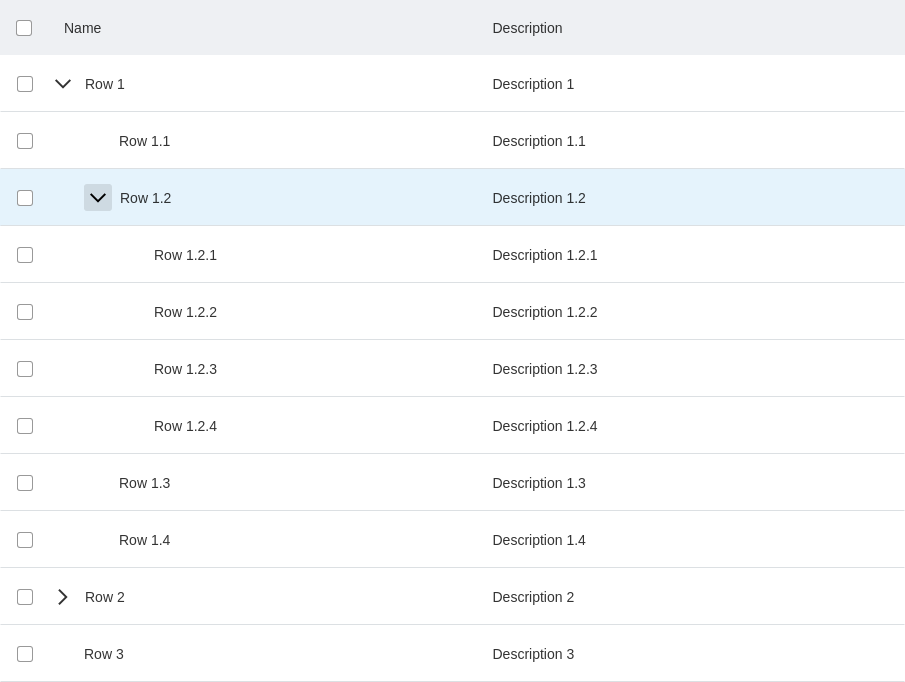 Name Description
Row 1 Description 1
Row 1.1 Description 1.1
Row 1.2 Description 1.2
Row 1.2.1 Description 1.2.1
Row 1.2.2 Description 1.2.2
Row 1.2.3 Description 1.2.3
Row 1.2.4 Description 1.2.4
Row 1.3 Description 1.3
Row 1.4 Description 1.4
Row 2 Description 2
Row 3 Description 3